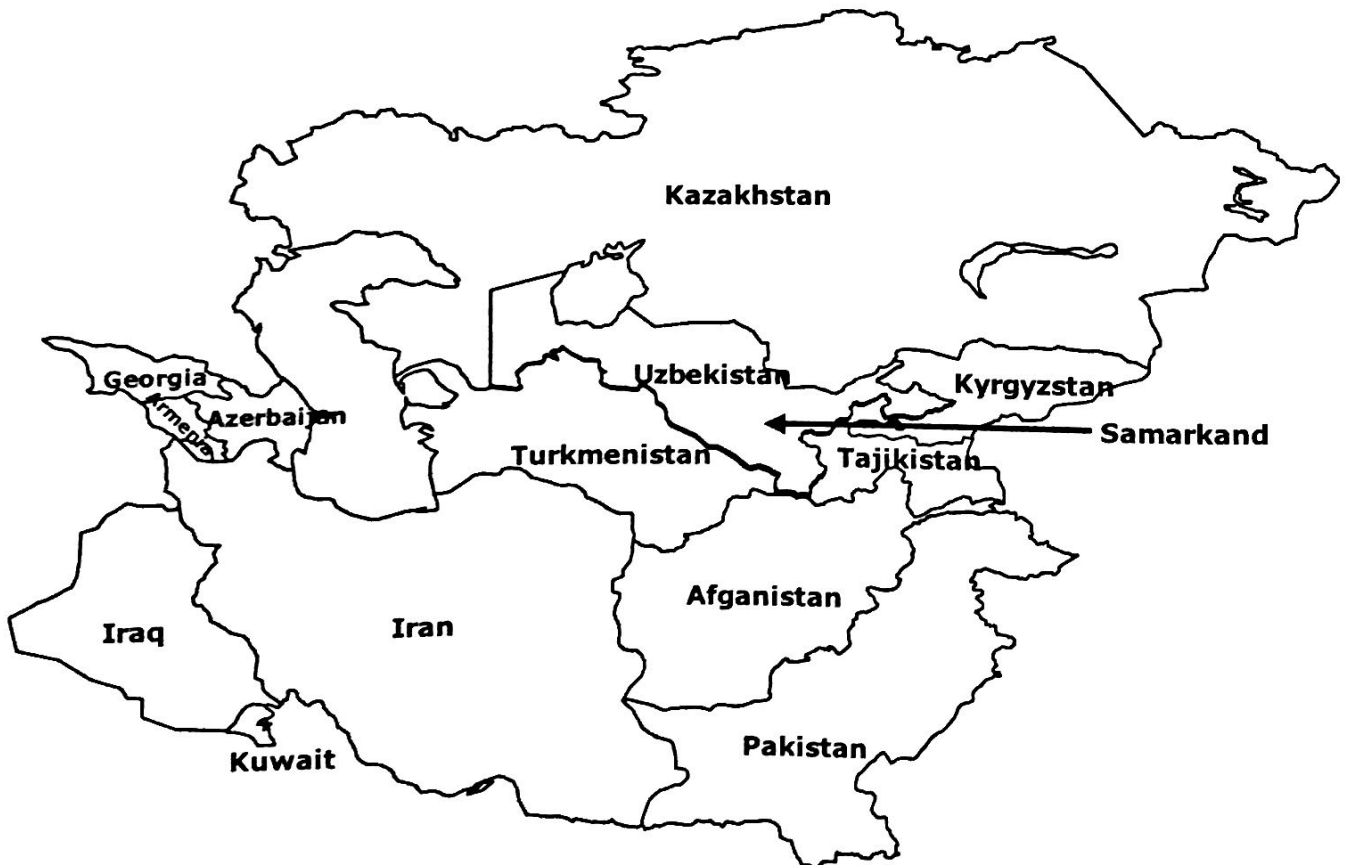 Kazakhstan
Georgia
Uzbekistan
Kyrgyzstan
Armenia
Azerbaijan
Samarkand
Turkmenistan
Tajikistan
Afganistan
Iraq
Iran
Kuwait
Pakistan